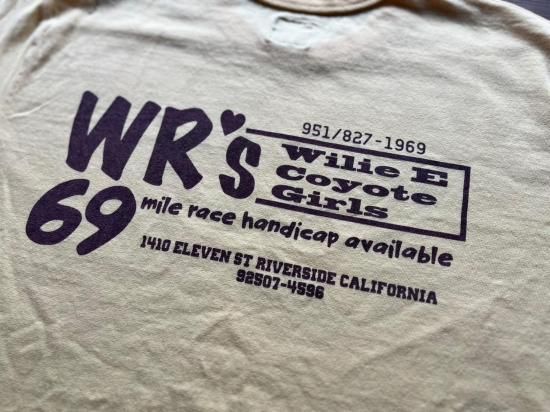 WR'S
951/827-1969
Wilie E
Coyote
Girls
69 mile race handicap available
1410 ELEVEN ST RIVERSIDE CALIFORNIA
92507-4596